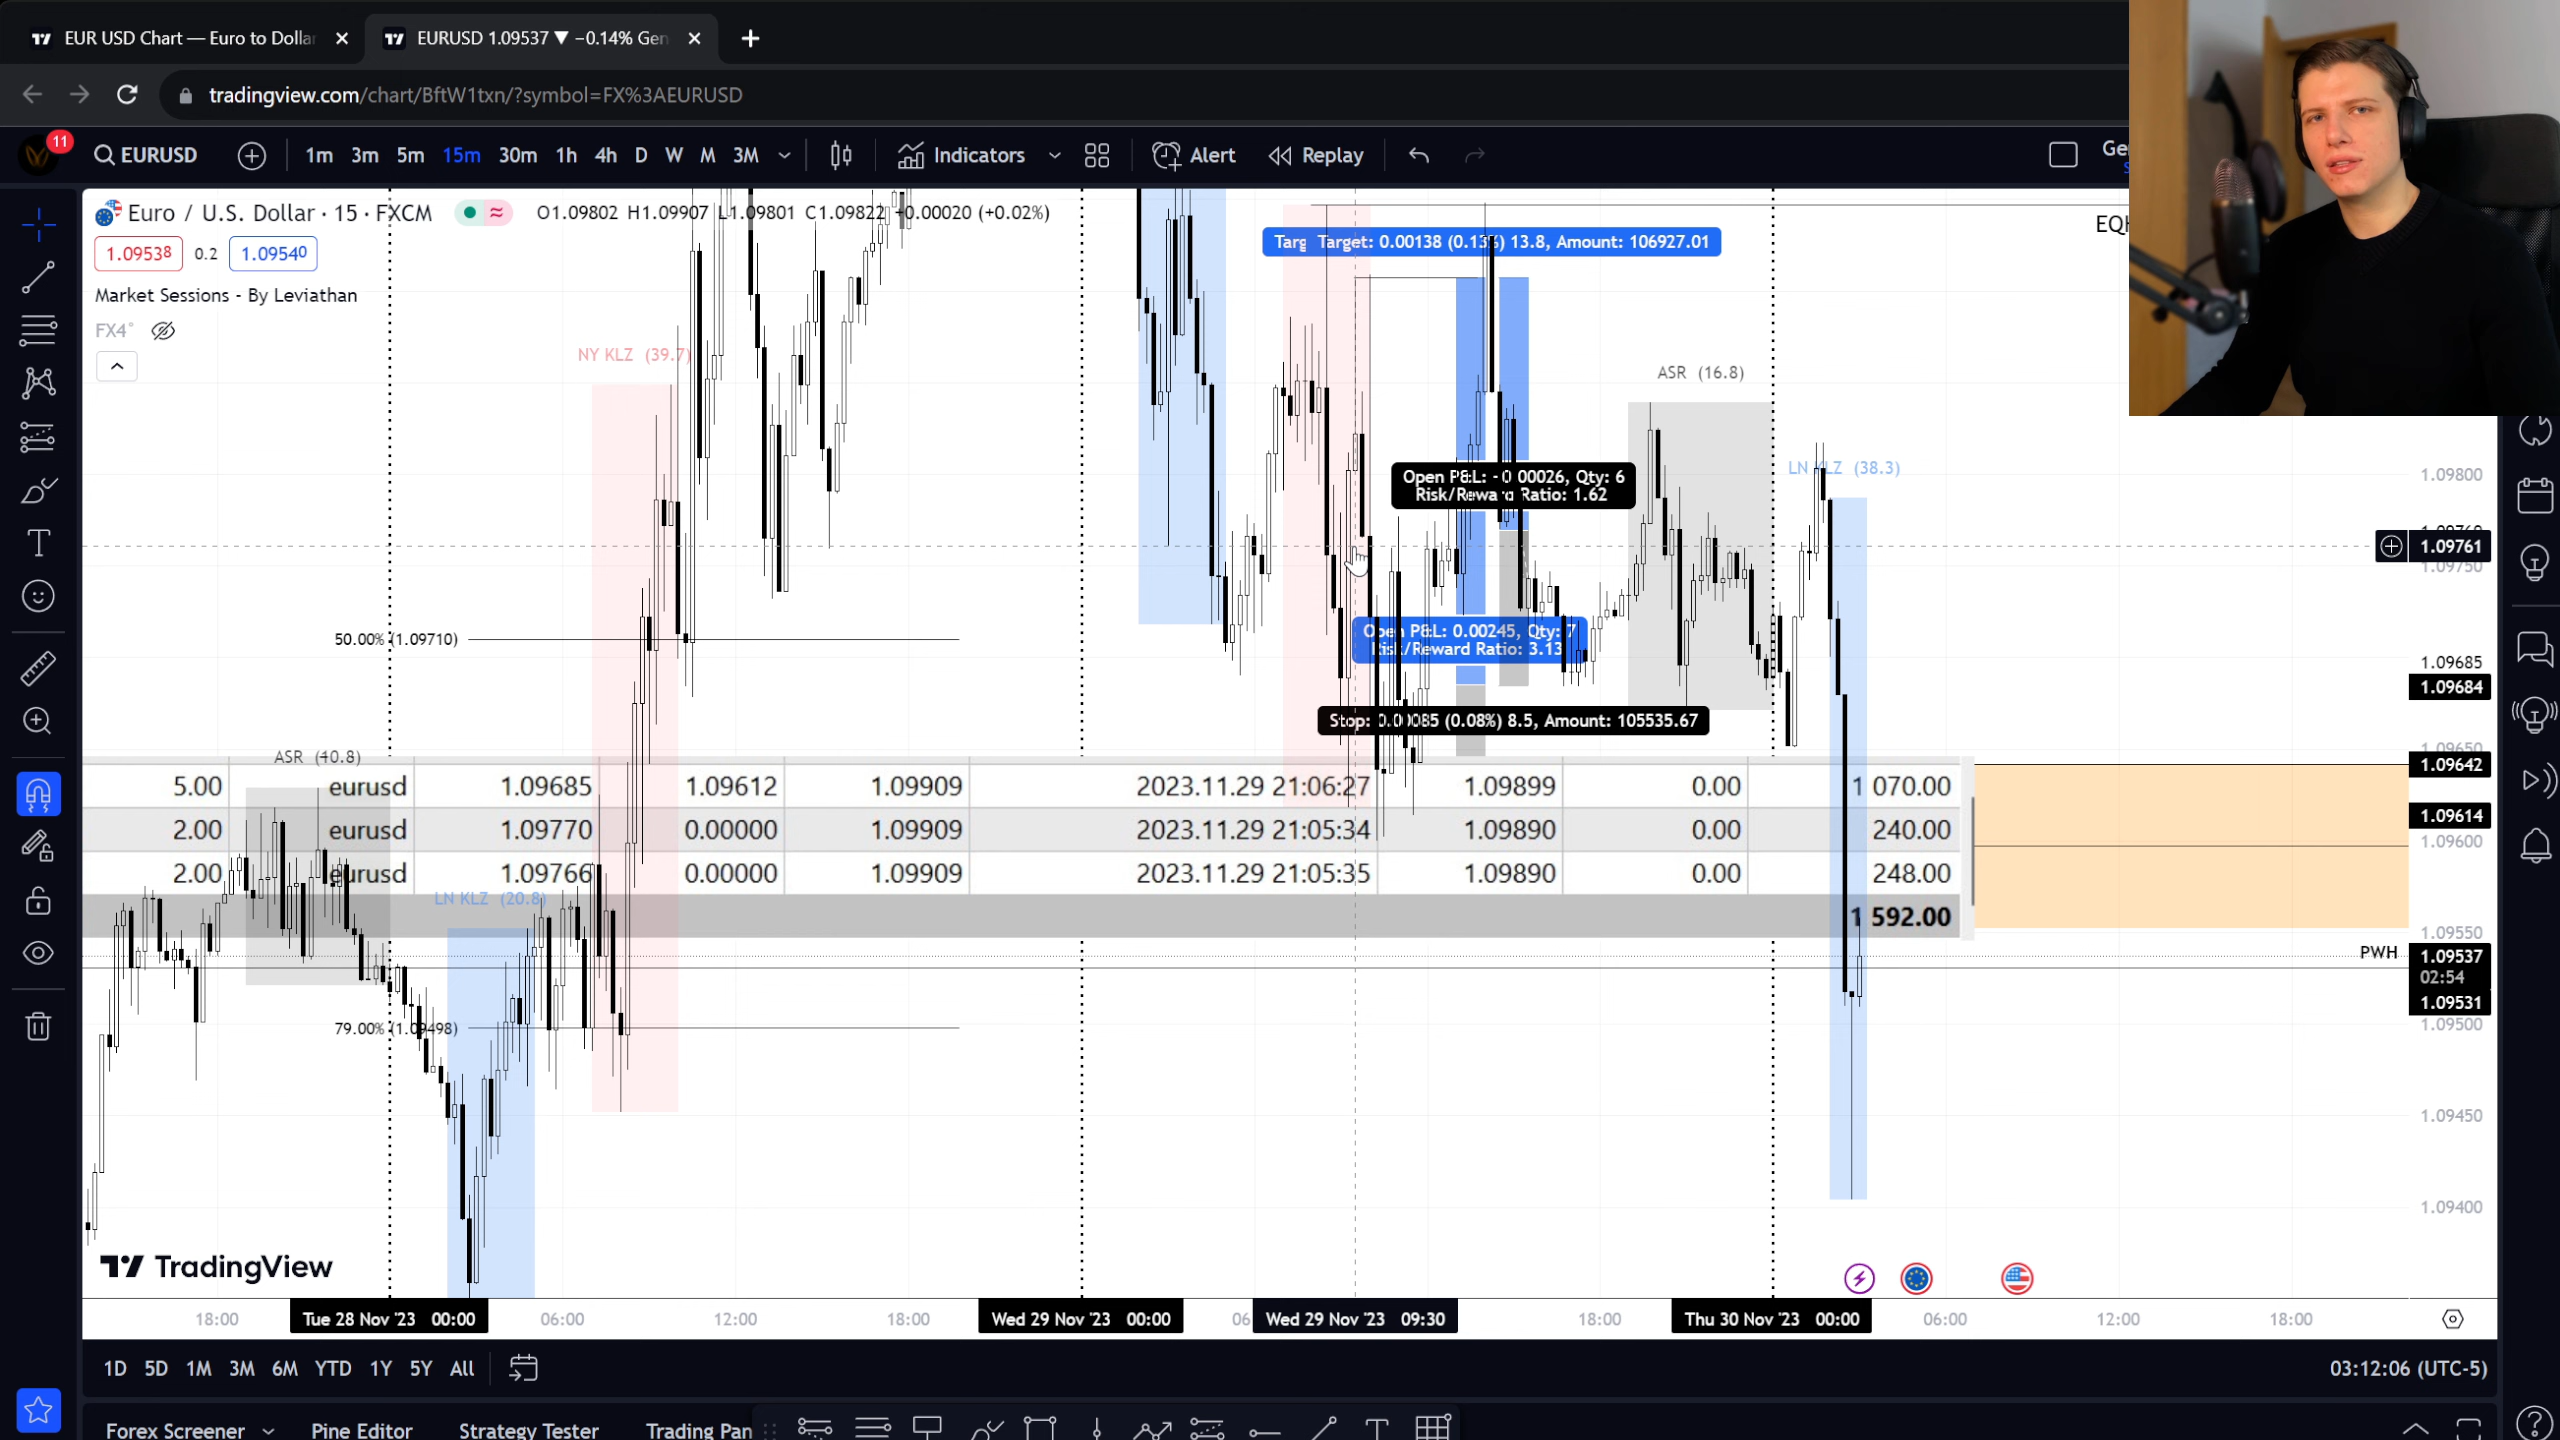 EUR USD Chart — Euro to Dolla
EURUSD 1.09537 ▼ −0.14% Gen
tradingview.com/chart/BftW1txn/?symbol=FX%3AEURUSD
11
EURUSD
1m 3m 5m 15m 30m 1h 4h D W M 3M
Indicators
Alert
Replay
Ge
Euro / U.S. Dollar · 15 · FXCM
O1.09802 H1.09907 L1.09801 C1.09822 +0.00020 (+0.02%)
1.09538 0.2 1.09540
Market Sessions - By Leviathan
FX4°
EQH
Targ Target: 0.00138 (0.13%) 13.8, Amount: 106927.01
NY KLZ (39.7)
ASR (16.8)
LN KLZ (38.3)
Open P&L: -0.00026, Qty: 6
Risk/Reward Ratio: 1.62
1.09800
1.09761
1.09750
50.00% (1.09710)
Open P&L: 0.00245, Qty: 7
Risk/Reward Ratio: 3.13
1.09685
1.09684
Stop: 0.00085 (0.08%) 8.5, Amount: 105535.67
1.09650
1.09642
ASR (40.8)
5.00 eurusd 1.09685 1.09612 1.09909 2023.11.29 21:06:27 1.09899 0.00 1 070.00
1.09614
2.00 eurusd 1.09770 0.00000 1.09909 2023.11.29 21:05:34 1.09890 0.00 240.00
1.09600
2.00 eurusd 1.09766 0.00000 1.09909 2023.11.29 21:05:35 1.09890 0.00 248.00
LN KLZ (20.8)
1 592.00
1.09550
PWH
1.09537
02:54
1.09531
79.00% (1.09498)
1.09500
1.09450
1.09400
TradingView
18:00 Tue 28 Nov '23 00:00 06:00 12:00 18:00 Wed 29 Nov '23 00:00 06 Wed 29 Nov '23 09:30 18:00 Thu 30 Nov '23 00:00 06:00 12:00 18:00
1D 5D 1M 3M 6M YTD 1Y 5Y All
03:12:06 (UTC-5)
Forex Screener Pine Editor Strategy Tester Trading Pan